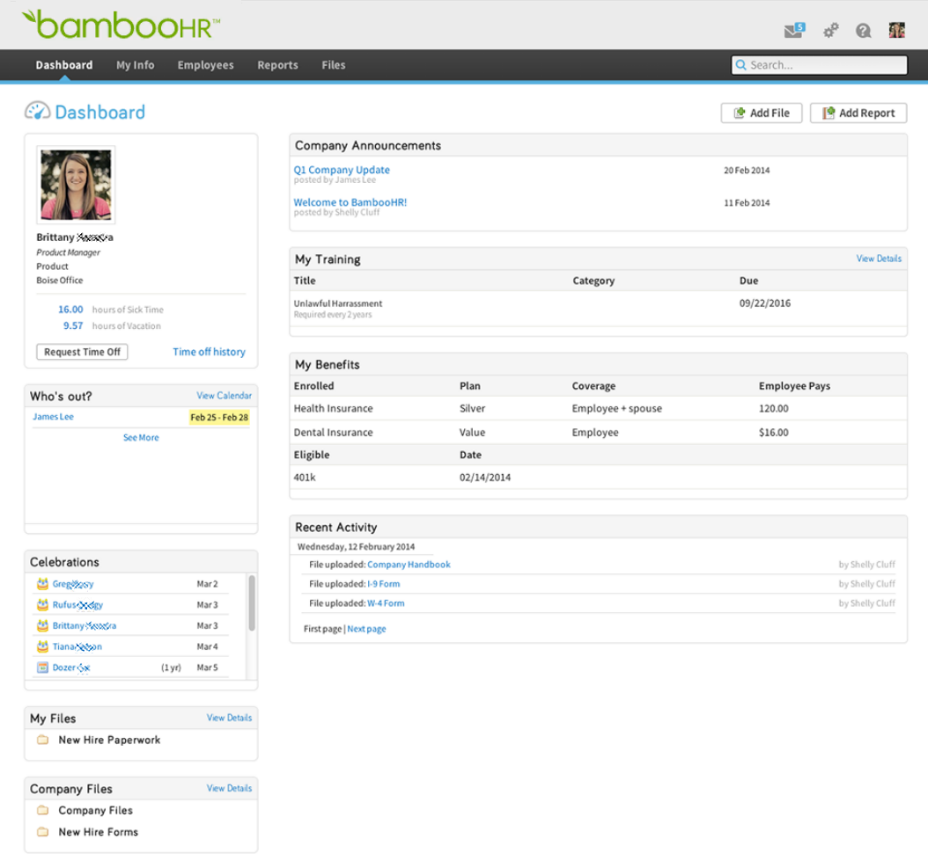 bambooHR™
5
Dashboard My Info Employees Reports Files Search...
Dashboard
Add File Add Report
Brittany
Product Manager
Product
Boise Office
16.00 hours of Sick Time
9.57 hours of Vacation
Request Time Off Time off history
Who's out? View Calendar
James Lee Feb 25 - Feb 28
See More
Celebrations
Greg Mar 2
Rufus Mar 3
Brittany Mar 3
Tiana Mar 4
Dozer (1 yr) Mar 5
My Files View Details
New Hire Paperwork
Company Files View Details
Company Files
New Hire Forms
Company Announcements
Q1 Company Update 20 Feb 2014
posted by James Lee
Welcome to BambooHR! 11 Feb 2014
posted by Shelly Cluff
My Training View Details
Title Category Due
Unlawful Harrassment 09/22/2016
Required every 2 years
My Benefits
Enrolled Plan Coverage Employee Pays
Health Insurance Silver Employee + spouse 120.00
Dental Insurance Value Employee $16.00
Eligible Date
401k 02/14/2014
Recent Activity
Wednesday, 12 February 2014
File uploaded: Company Handbook by Shelly Cluff
File uploaded: I-9 Form by Shelly Cluff
File uploaded: W-4 Form by Shelly Cluff
First page | Next page